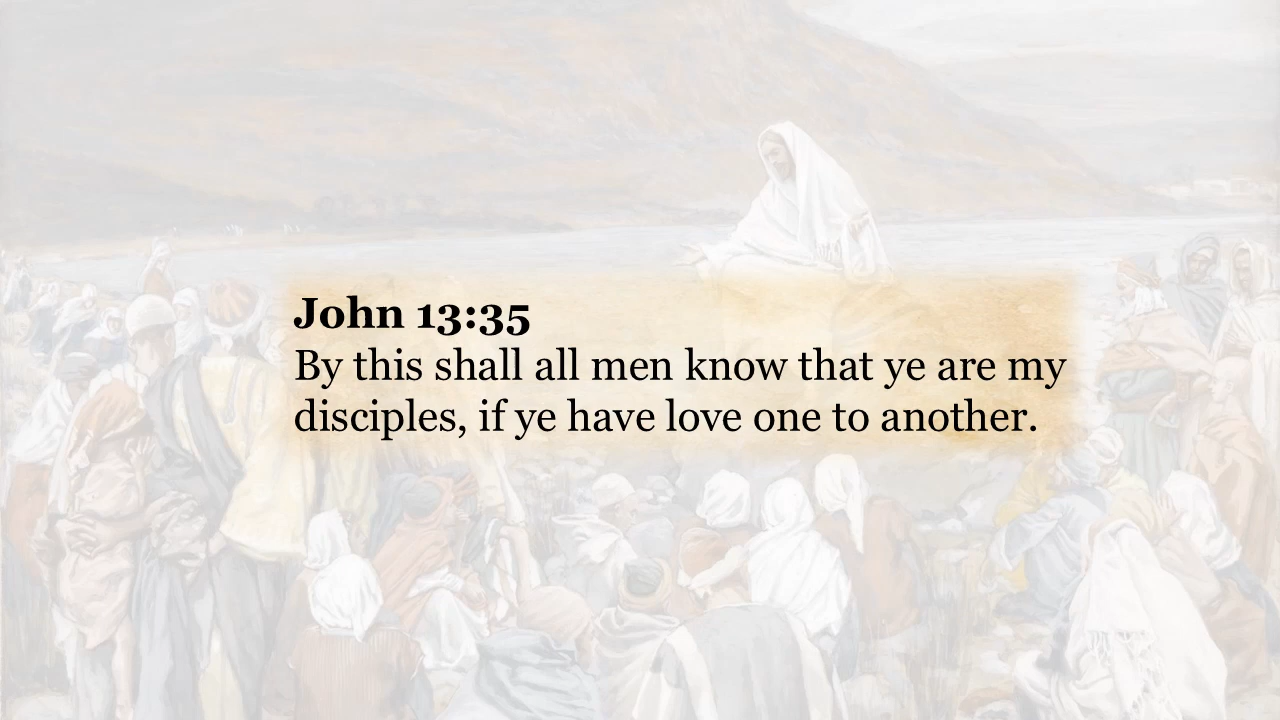 John 13:35
By this shall all men know that ye are my
disciples, if ye have love one to another.